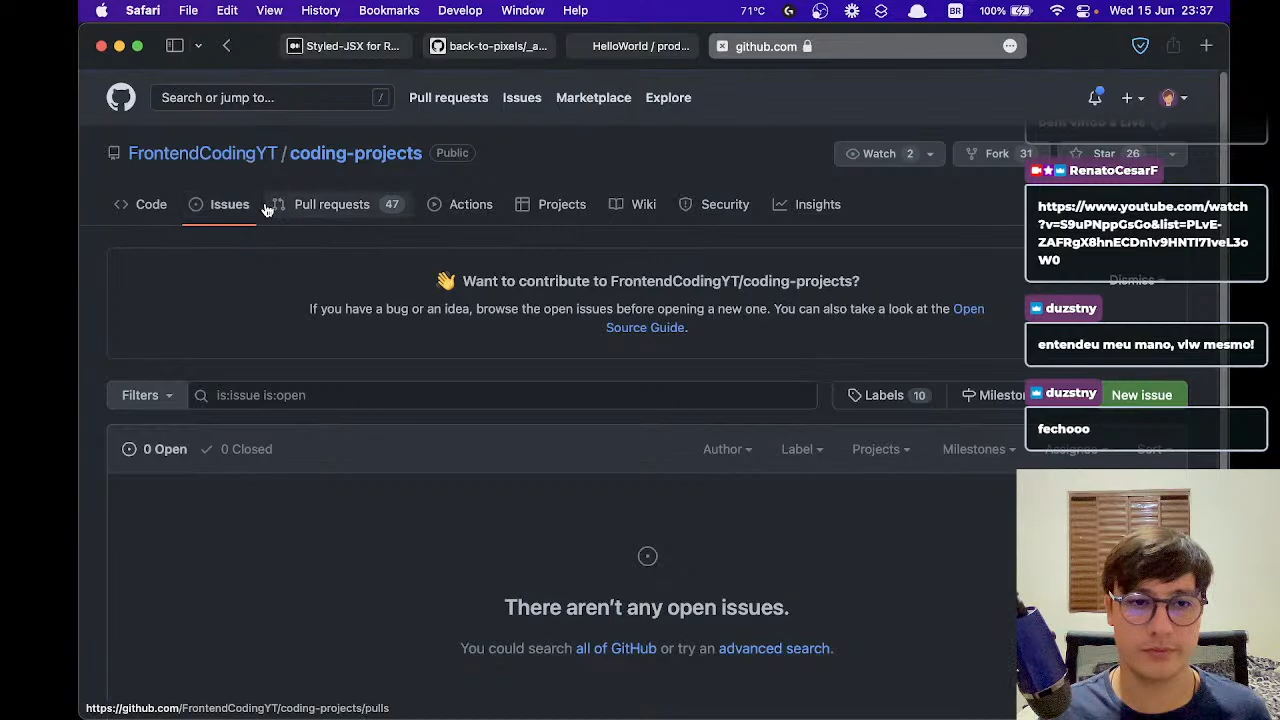 Safari File Edit View History Bookmarks Develop Window Help 71°C BR 100% Wed 15 Jun 23:37
Styled-JSX for R... back-to-pixels/_a... HelloWorld / prod... github.com
Search or jump to... / Pull requests Issues Marketplace Explore
FrontendCodingYT / coding-projects Public Watch 2 Fork 31 Star 26
Code Issues Pull requests 47 Actions Projects Wiki Security Insights
Want to contribute to FrontendCodingYT/coding-projects?
Dismiss
If you have a bug or an idea, browse the open issues before opening a new one. You can also take a look at the Open
Source Guide.
Filters is:issue is:open Labels 10 New issue
0 Open 0 Closed Author Label Projects Milestones Assignee Sort
There aren't any open issues.
You could search all of GitHub or try an advanced search.
https://github.com/FrontendCodingYT/coding-projects/pulls
RenatoCesarF
https://www.youtube.com/watch
?v=S9uPNppGsGo&list=PLvE-
ZAFRgX8hnECDn1v9HNTI71veL3o
W0
duzstny
entendeu meu mano, vlw mesmo!
duzstny
fechooo